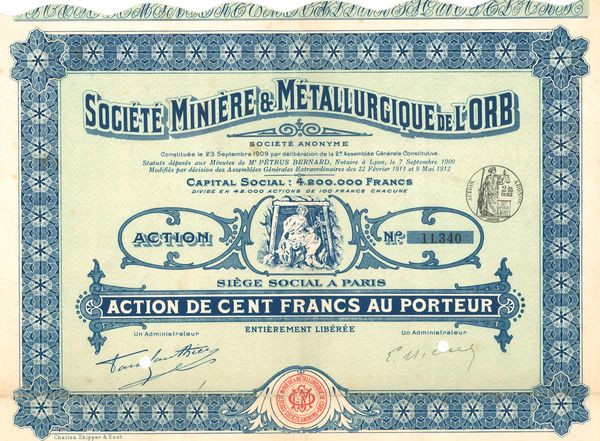 SOCIÉTÉ MINIÈRE & MÉTALLURGIQUE DE L'ORB
SOCIÉTÉ ANONYME
Constituée le 23 Septembre 1909 par délibération de la 2e Assemblée Générale Constitutive.
Statuts déposés aux Minutes de Me PÉTRUS BERNARD, Notaire à Lyon, le 7 Septembre 1909
Modifiés par décision des Assemblées Générales Extraordinaires des 22 Février 1911 et 9 Mai 1912
CAPITAL SOCIAL : 4.200.000 FRANCS
DIVISÉ EN 42.000 ACTIONS DE 100 FRANCS CHACUNE
ACTION
No. 11.340
SIÈGE SOCIAL A PARIS
ACTION DE CENT FRANCS AU PORTEUR
ENTIÈREMENT LIBÉRÉE
Un Administrateur
Un Administrateur
Charles Skipper & East